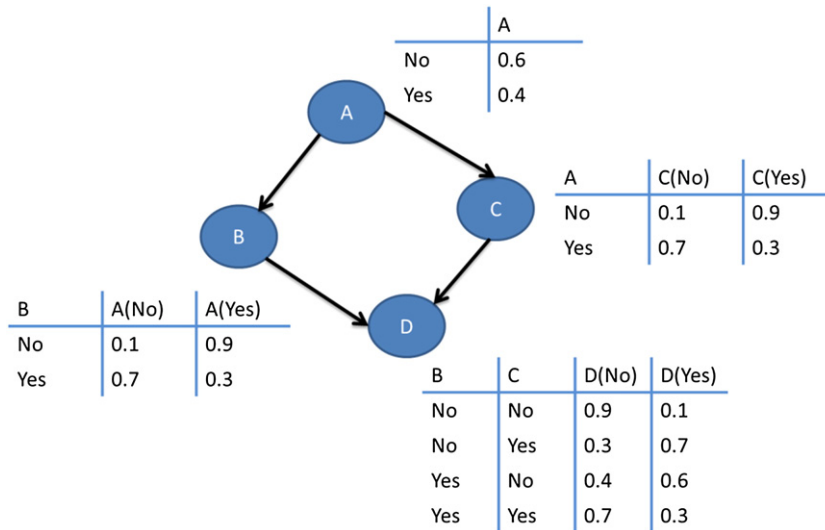 A
No 0.6
Yes 0.4
A
A C(No) C(Yes)
No 0.1 0.9
Yes 0.7 0.3
C
B
B A(No) A(Yes)
No 0.1 0.9
Yes 0.7 0.3
D
B C D(No) D(Yes)
No No 0.9 0.1
No Yes 0.3 0.7
Yes No 0.4 0.6
Yes Yes 0.7 0.3